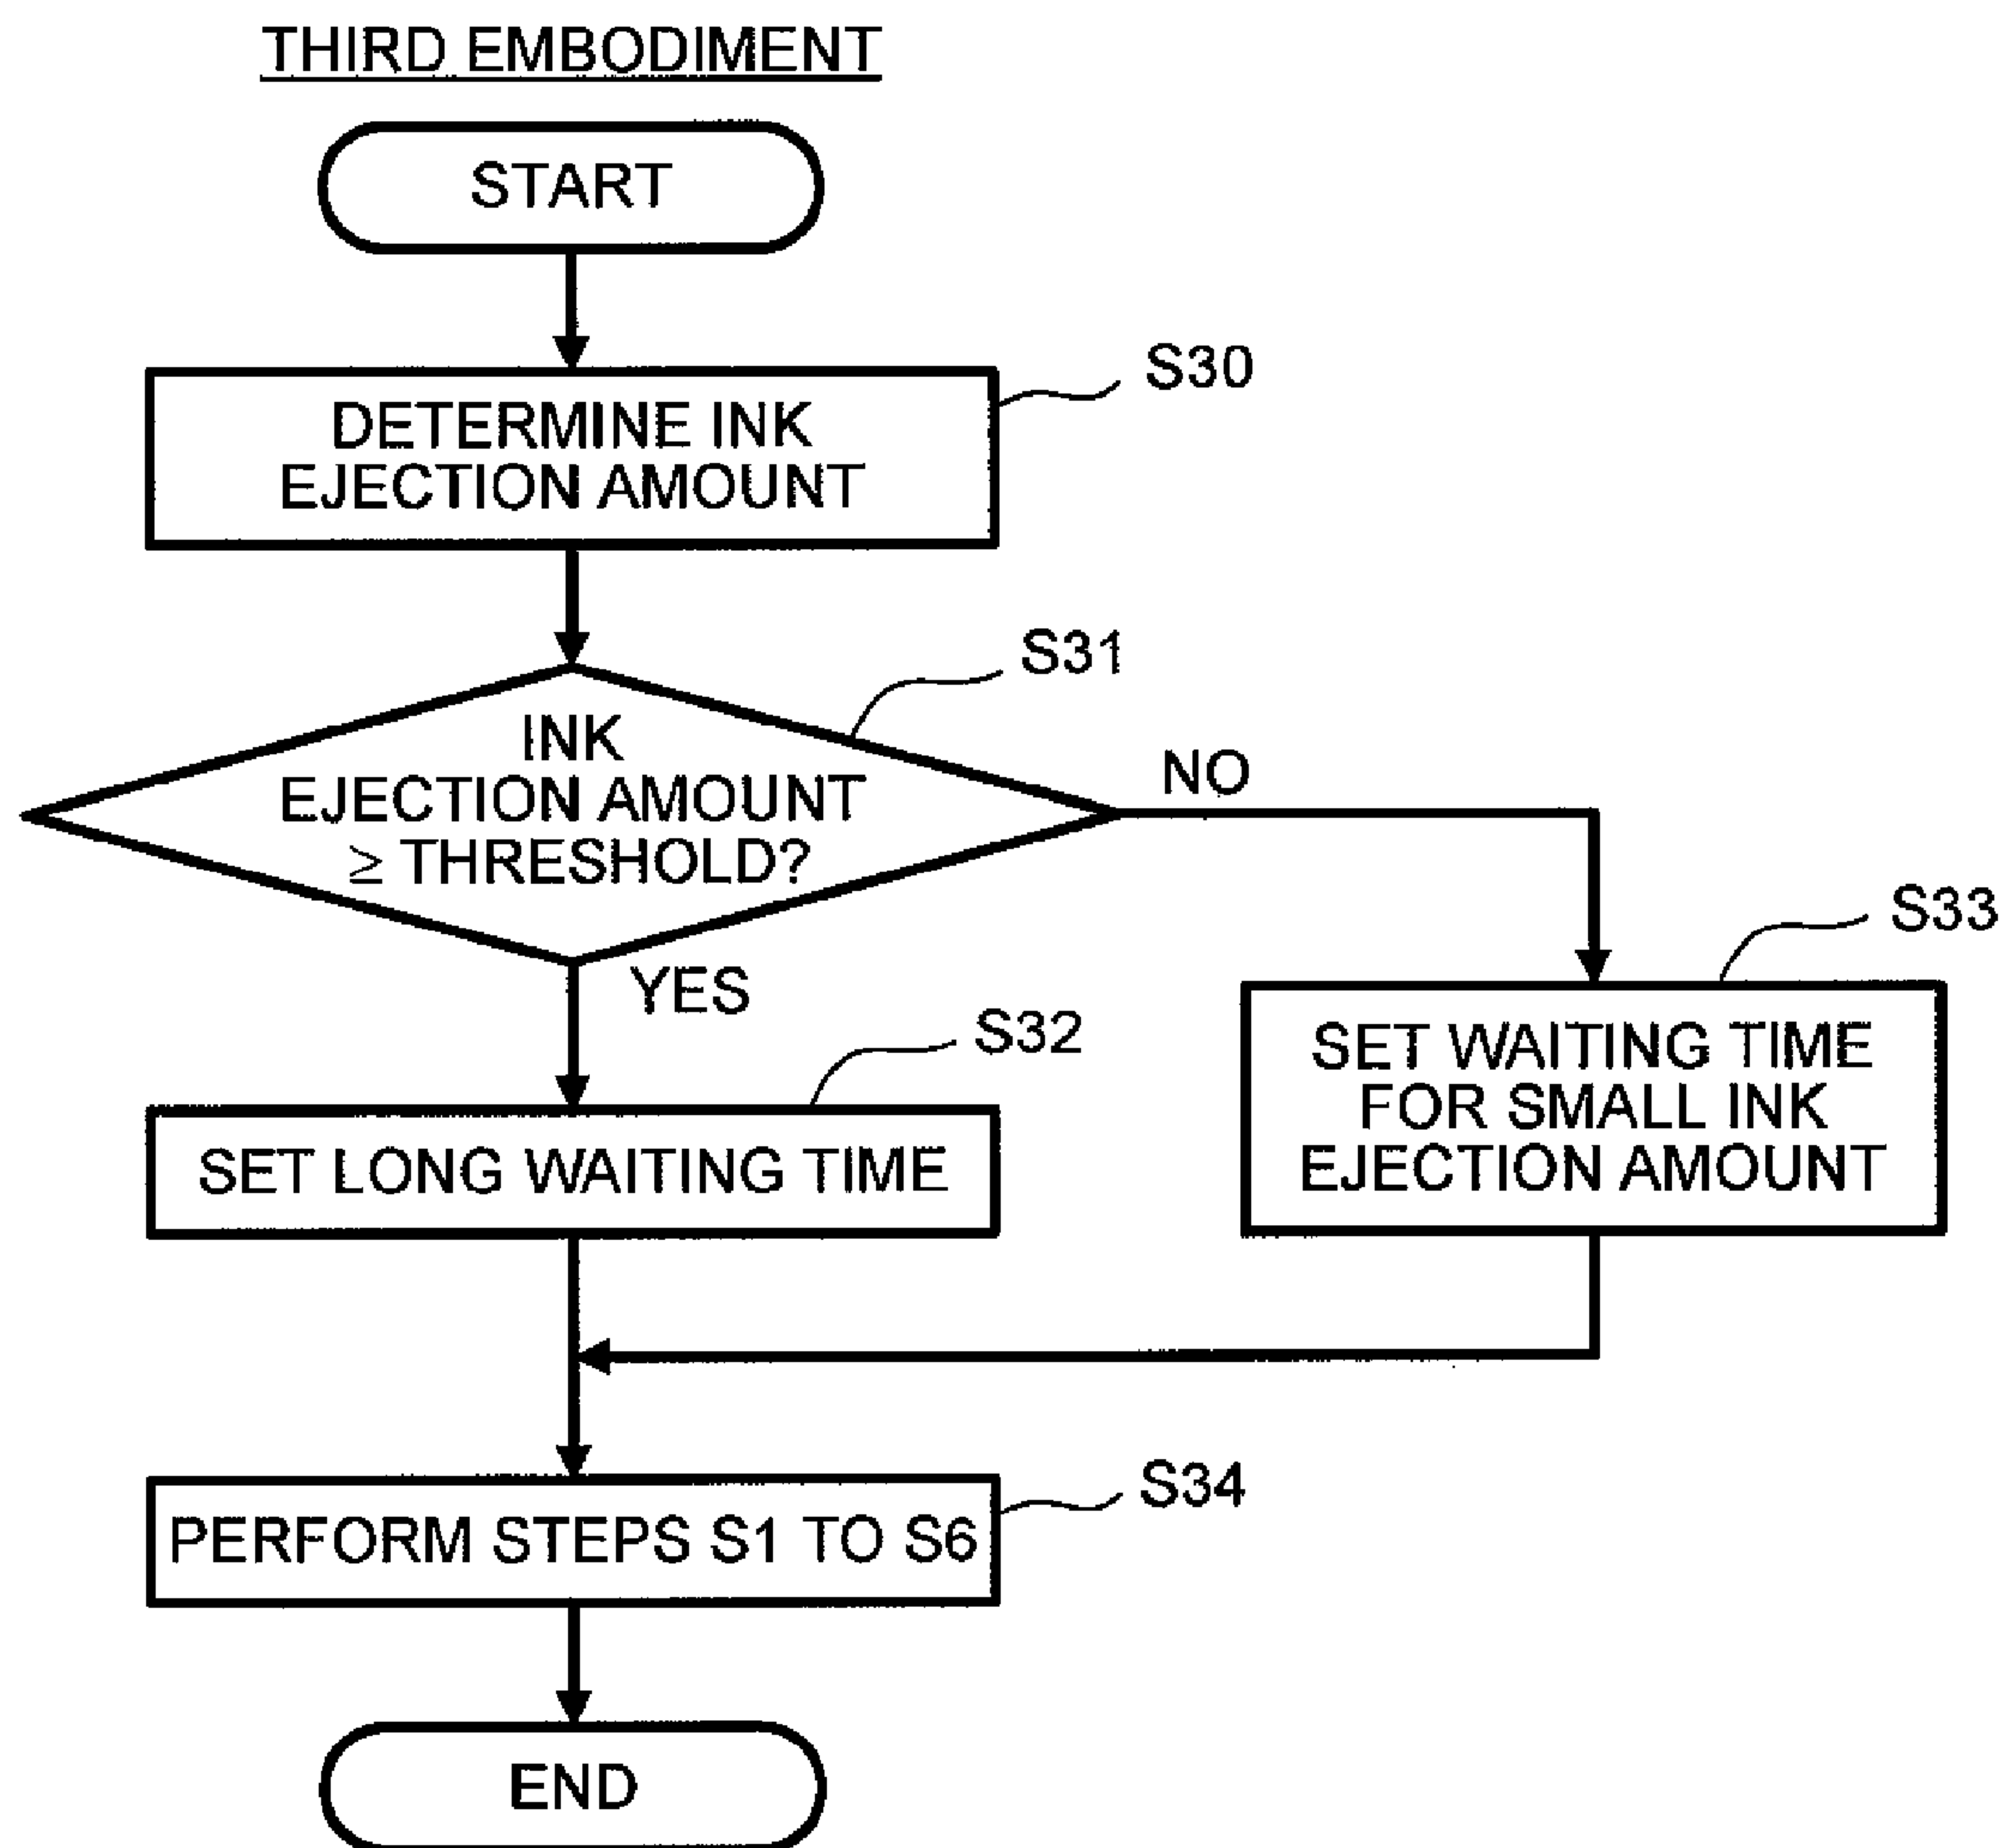 THIRD EMBODIMENT
START
S30
DETERMINE INK
EJECTION AMOUNT
S31
INK
EJECTION AMOUNT
≥ THRESHOLD?
NO
YES
S32
SET LONG WAITING TIME
S33
SET WAITING TIME
FOR SMALL INK
EJECTION AMOUNT
S34
PERFORM STEPS S1 TO S6
END